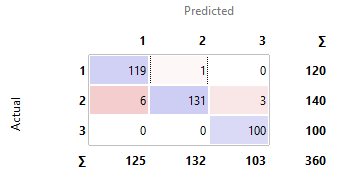 Predicted
1 2 3 Σ
1 119 1 0 120
Actual
2 6 131 3 140
3 0 0 100 100
Σ 125 132 103 360